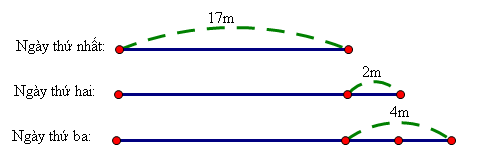 17m
Ngày thứ nhất:
2m
Ngày thứ hai:
4m
Ngày thứ ba: